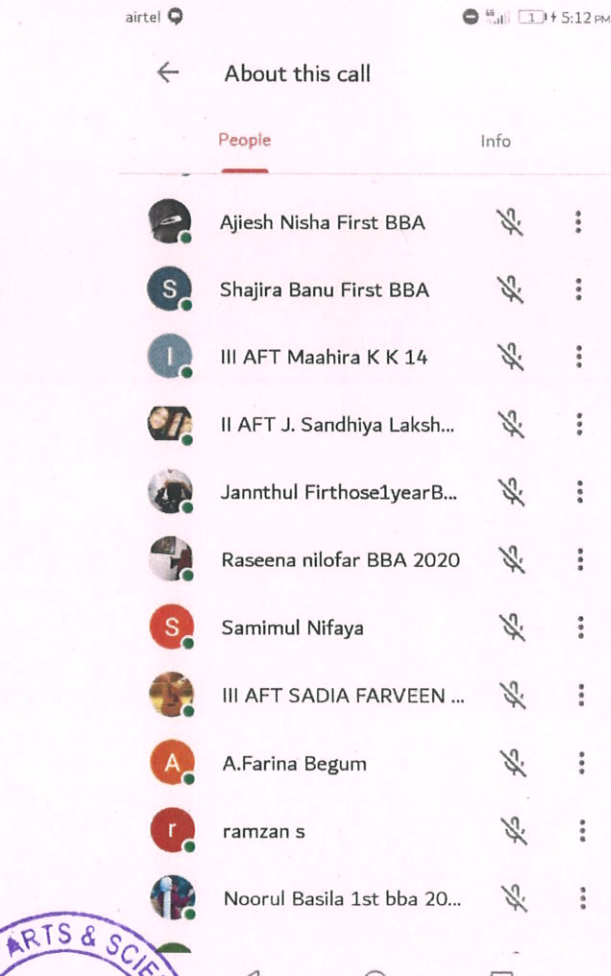 airtel
1 5:12 PM
About this call
People Info
Ajiesh Nisha First BBA
S Shajira Banu First BBA
I III AFT Maahira K K 14
II AFT J. Sandhiya Laksh...
Jannthul Firthose1yearB...
Raseena nilofar BBA 2020
S Samimul Nifaya
III AFT SADIA FARVEEN ...
A A.Farina Begum
r ramzan s
Noorul Basila 1st bba 20...
ARTS &